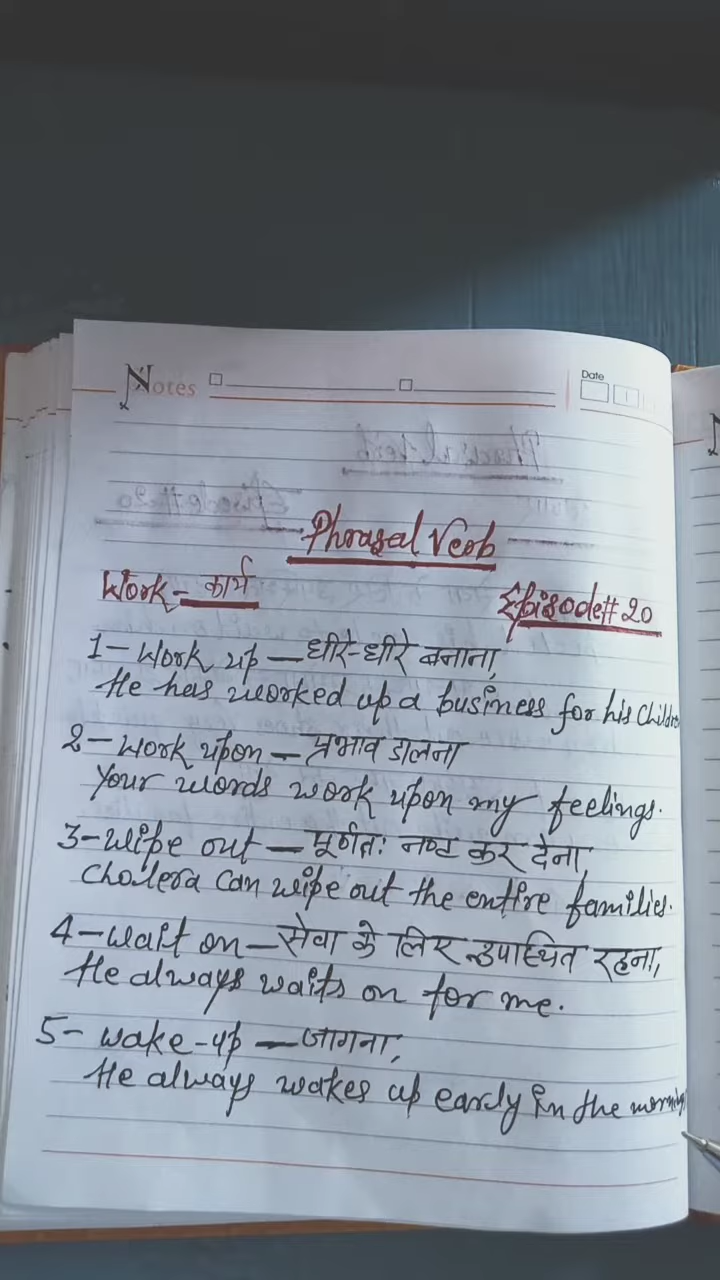 Notes
Date
Phrasal Verb
Work - कार्य
Episode# 20
1- Work up — धीरे-धीरे बनाना,
He has worked up a business for his Childre
2- work upon — प्रभाव डालना
Your words work upon my feelings.
3- wipe out — पूर्णतः नष्ट कर देना,
Cholera can wipe out the entire families.
4- wait on — सेवा के लिए उपास्थित रहना,
He always waits on for me.
5- wake-up — जागना,
He always wakes up early in the morning